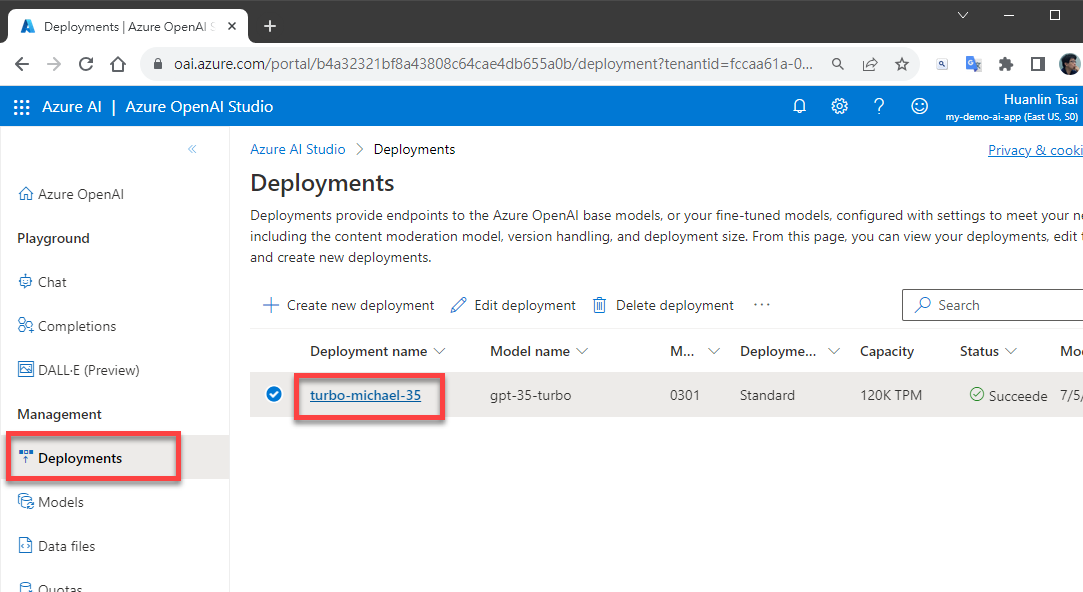 Deployments | Azure OpenAI S
oai.azure.com/portal/b4a32321bf8a43808c64cae4db655a0b/deployment?tenantid=fccaa61a-0...
Azure AI | Azure OpenAI Studio
Huanlin Tsai
my-demo-ai-app (East US, S0)
Azure OpenAI
Playground
Chat
Completions
DALL·E (Preview)
Management
Deployments
Models
Data files
Quotas
Azure AI Studio > Deployments
Privacy & cooki
Deployments
Deployments provide endpoints to the Azure OpenAI base models, or your fine-tuned models, configured with settings to meet your ne
including the content moderation model, version handling, and deployment size. From this page, you can view your deployments, edit t
and create new deployments.
Create new deployment Edit deployment Delete deployment ··· Search
Deployment name Model name M... Deployme... Capacity Status Mo
turbo-michael-35 gpt-35-turbo 0301 Standard 120K TPM Succeede 7/5/